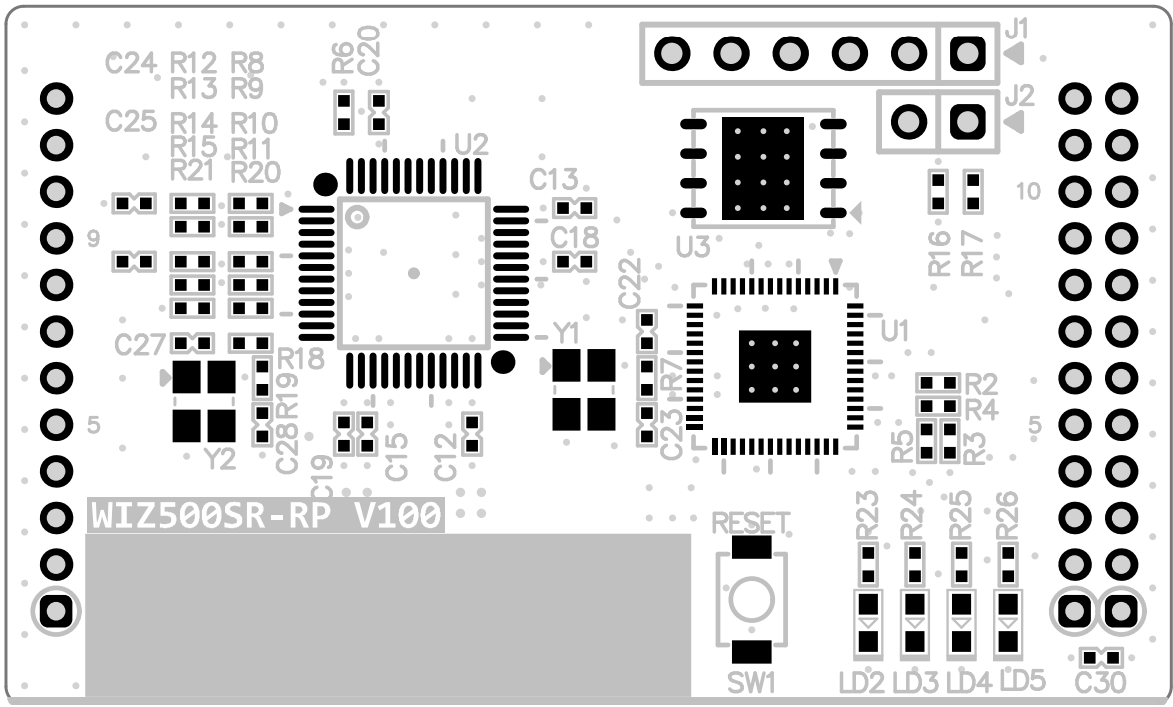 C24 R12 R8
R13 R9
C25 R14 R10
R15 R11
R21 R20
R6 C20
J1
J2
U2
C13
C18
U3
R16 R17
10
9
C22
Y1
U1
C27
R18
R19
R7
R2
R4
5
5
Y2
C28
C19
C15
C12
C23
R5
R3
WIZ500SR-RP V100
RESET
R23 R24 R25 R26
SW1
LD2 LD3 LD4 LD5
C30